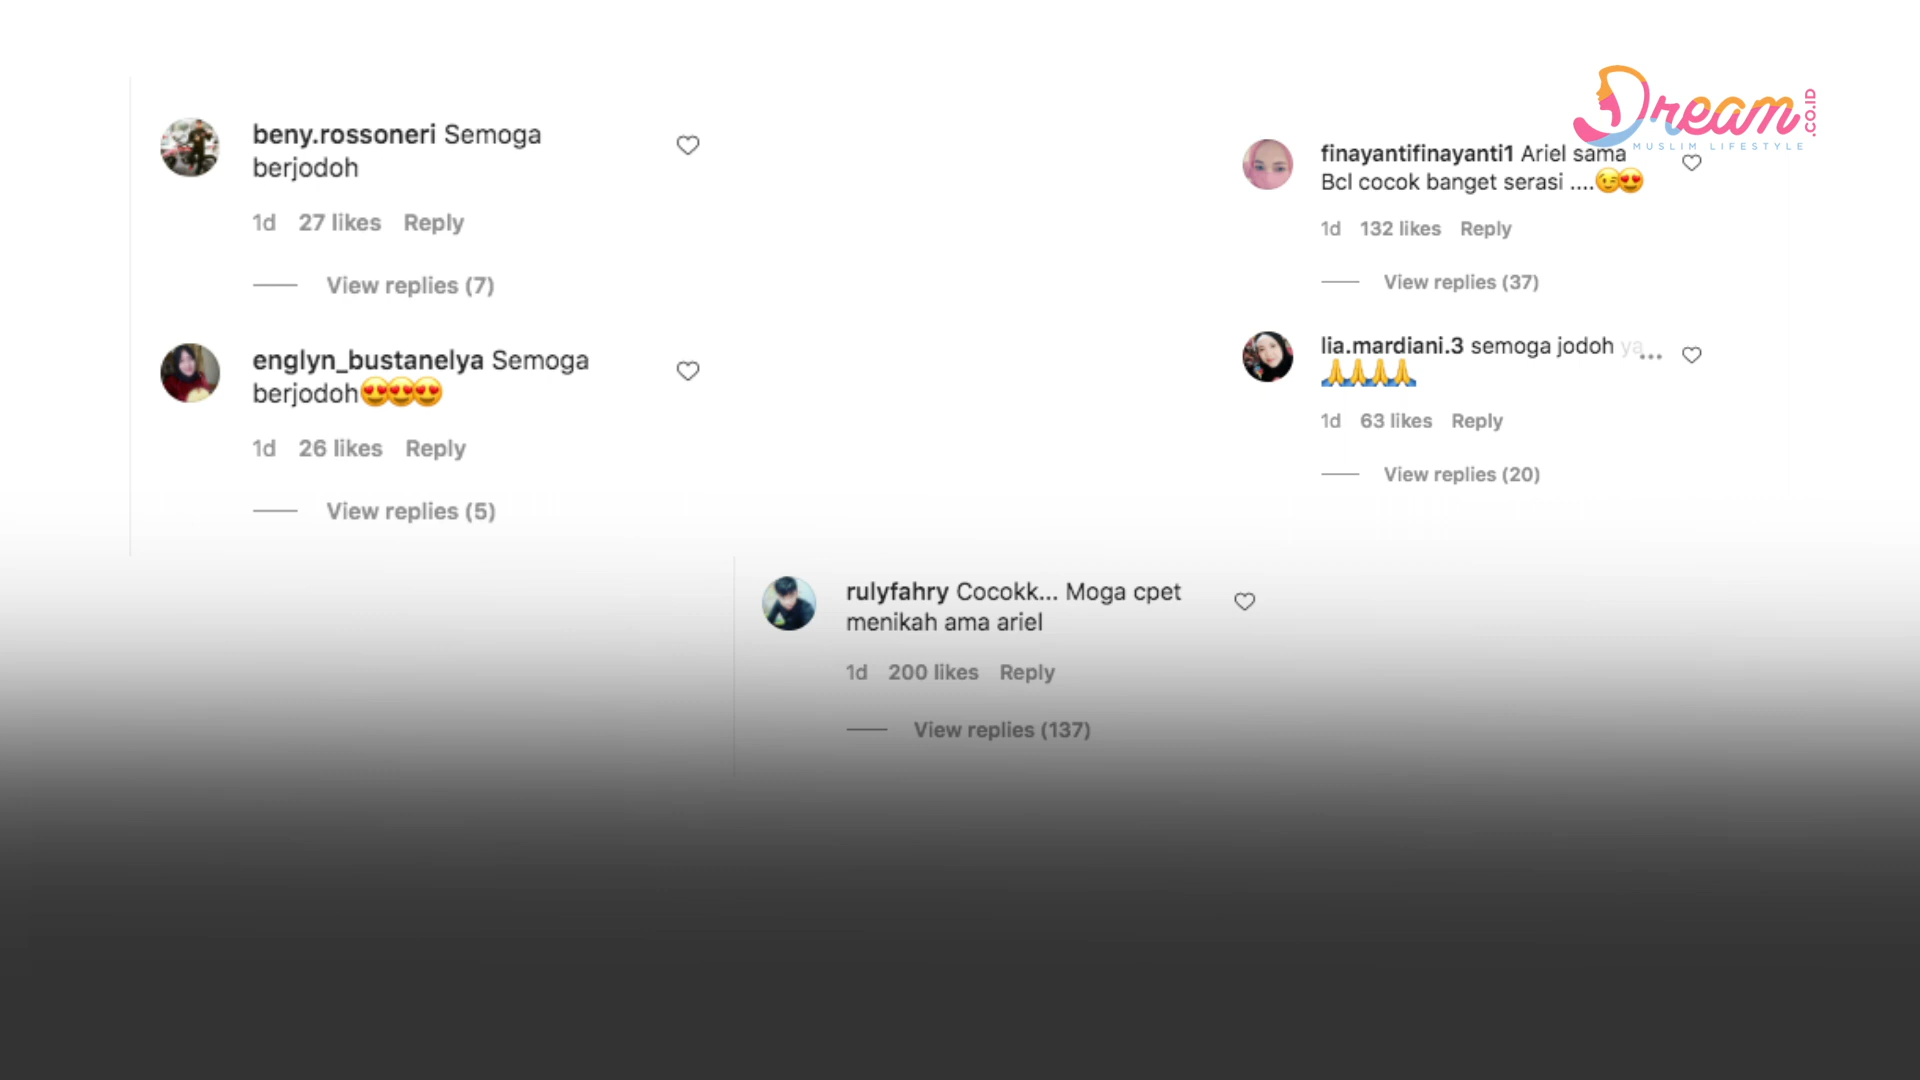 beny.rossoneri Semoga
berjodoh
1d 27 likes Reply
View replies (7)
englyn_bustanelya Semoga
berjodoh😍😍😍
1d 26 likes Reply
View replies (5)
Dream
.CO.ID
MUSLIM LIFESTYLE
finayantifinayanti1 Ariel sama
Bcl cocok banget serasi ....😉😍
1d 132 likes Reply
View replies (37)
lia.mardiani.3 semoga jodoh ya
🙏🙏🙏🙏
1d 63 likes Reply
View replies (20)
rulyfahry Cocokk... Moga cpet
menikah ama ariel
1d 200 likes Reply
View replies (137)